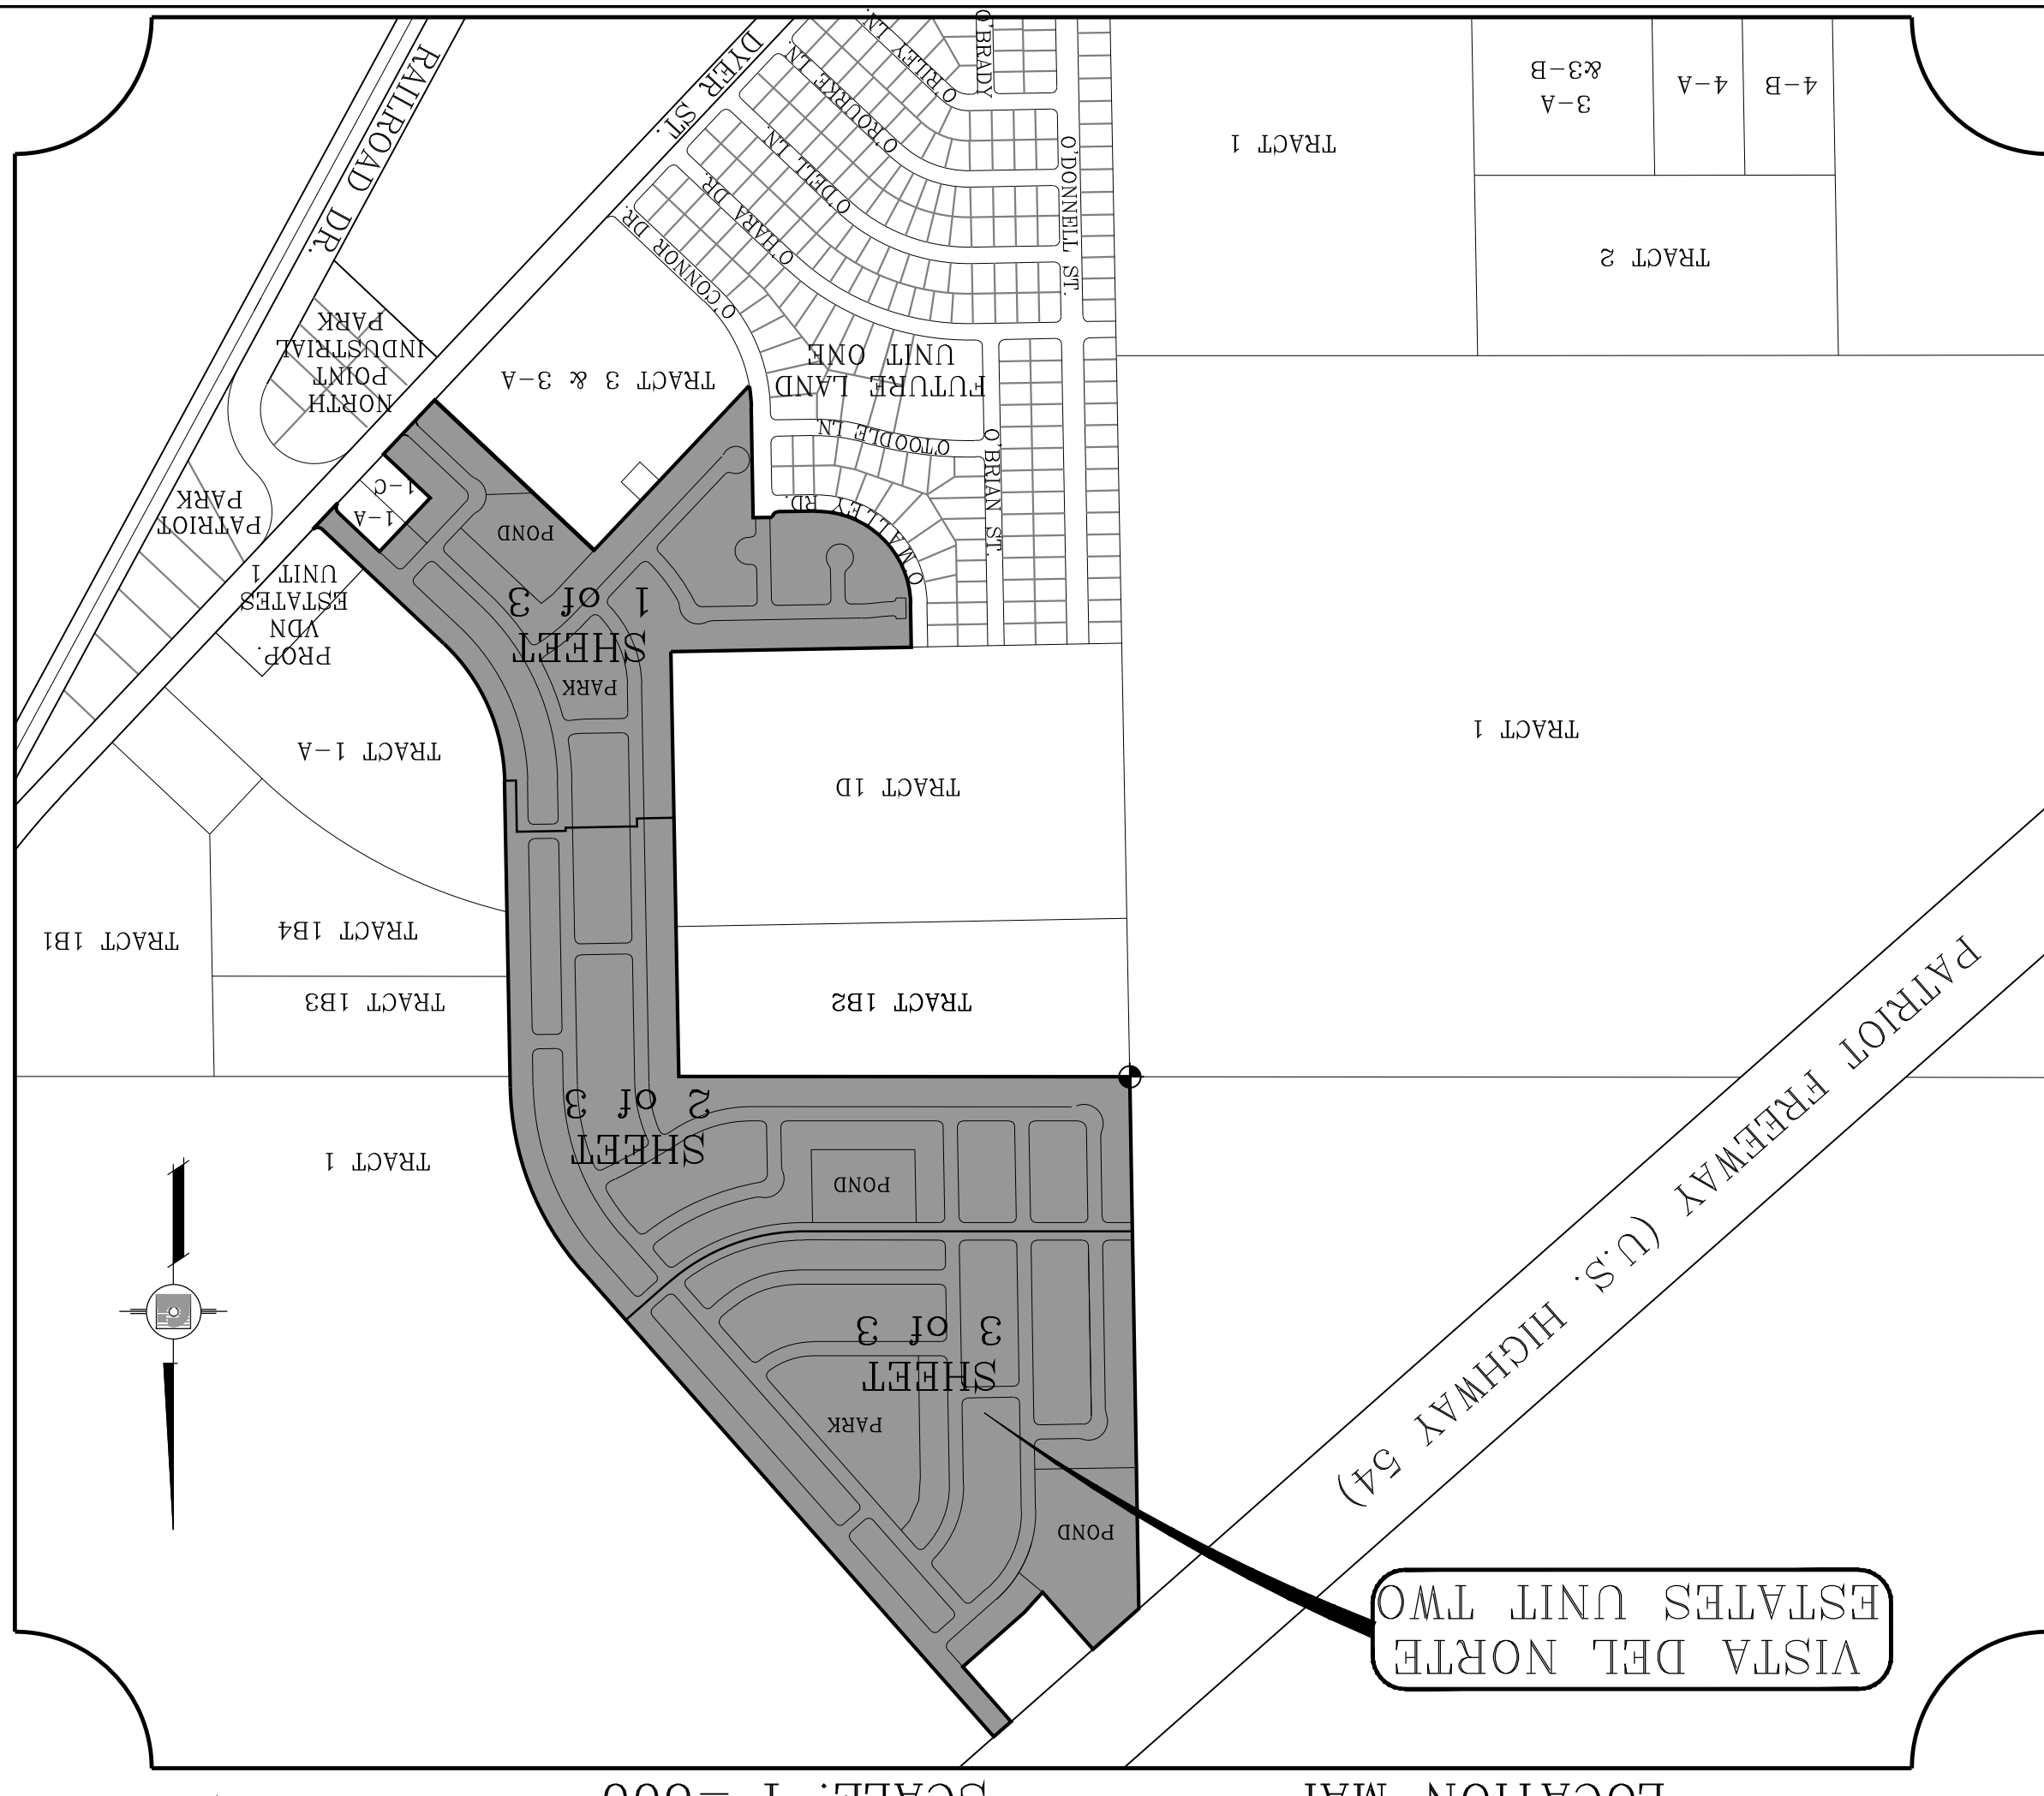 LOCATION MAP
SCALE:
VISTA DEL NORTE
ESTATES UNIT TWO
POND
PATRIOT FREEWAY (U.S. HIGHWAY 54)
PARK
SHEET
3 of 3
POND
TRACT 1
SHEET
2 of 3
TRACT 1B2
TRACT 1B3
TRACT 1B1
TRACT 1B4
TRACT 1D
TRACT 1-A
TRACT 1
PARK
SHEET
1 of 3
PROP.
VDN
ESTATES
UNIT 1
POND
1-A
1-C
PATRIOT
PARK
O'MALLEY RD.
O'BRIAN ST.
O'TOODLE LN
FUTURE LAND
UNIT ONE
TRACT 3 & 3-A
NORTH
POINT
INDUSTRIAL
PARK
O'CONNOR DR.
O'HARA DR.
O'DELL LN.
O'ROURKE LN.
O'RILEY LN.
O'BRADY
O'DONNELL ST.
DYER ST.
RAILROAD DR.
TRACT 2
TRACT 1
3-A
&3-B
4-A
4-B